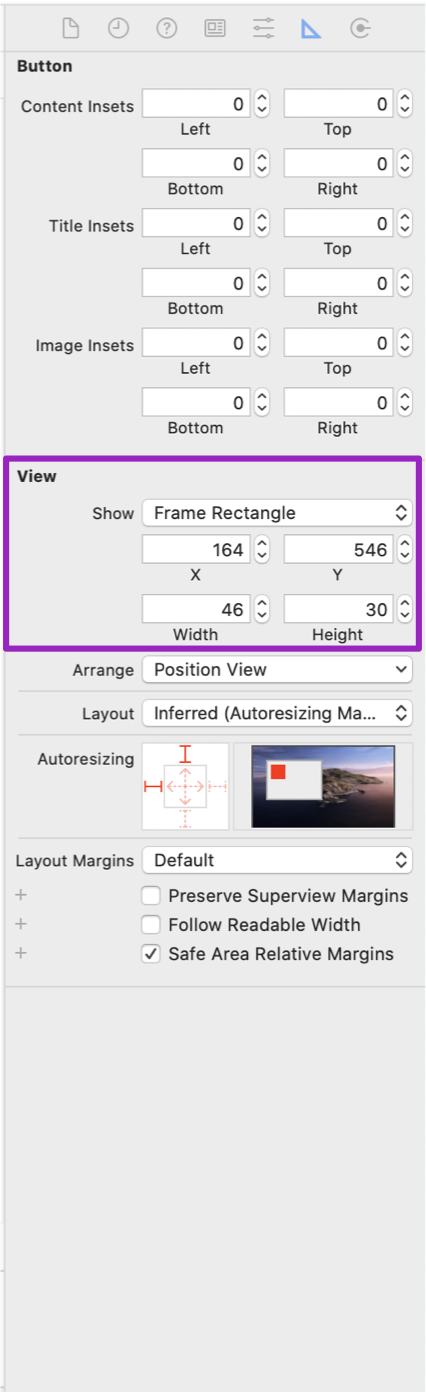 Button
Content Insets 0 0
Left Top
0 0
Bottom Right
Title Insets 0 0
Left Top
0 0
Bottom Right
Image Insets 0 0
Left Top
0 0
Bottom Right
View
Show Frame Rectangle
164 546
X Y
46 30
Width Height
Arrange Position View
Layout Inferred (Autoresizing Ma...
Autoresizing
Layout Margins Default
+ Preserve Superview Margins
+ Follow Readable Width
+ Safe Area Relative Margins